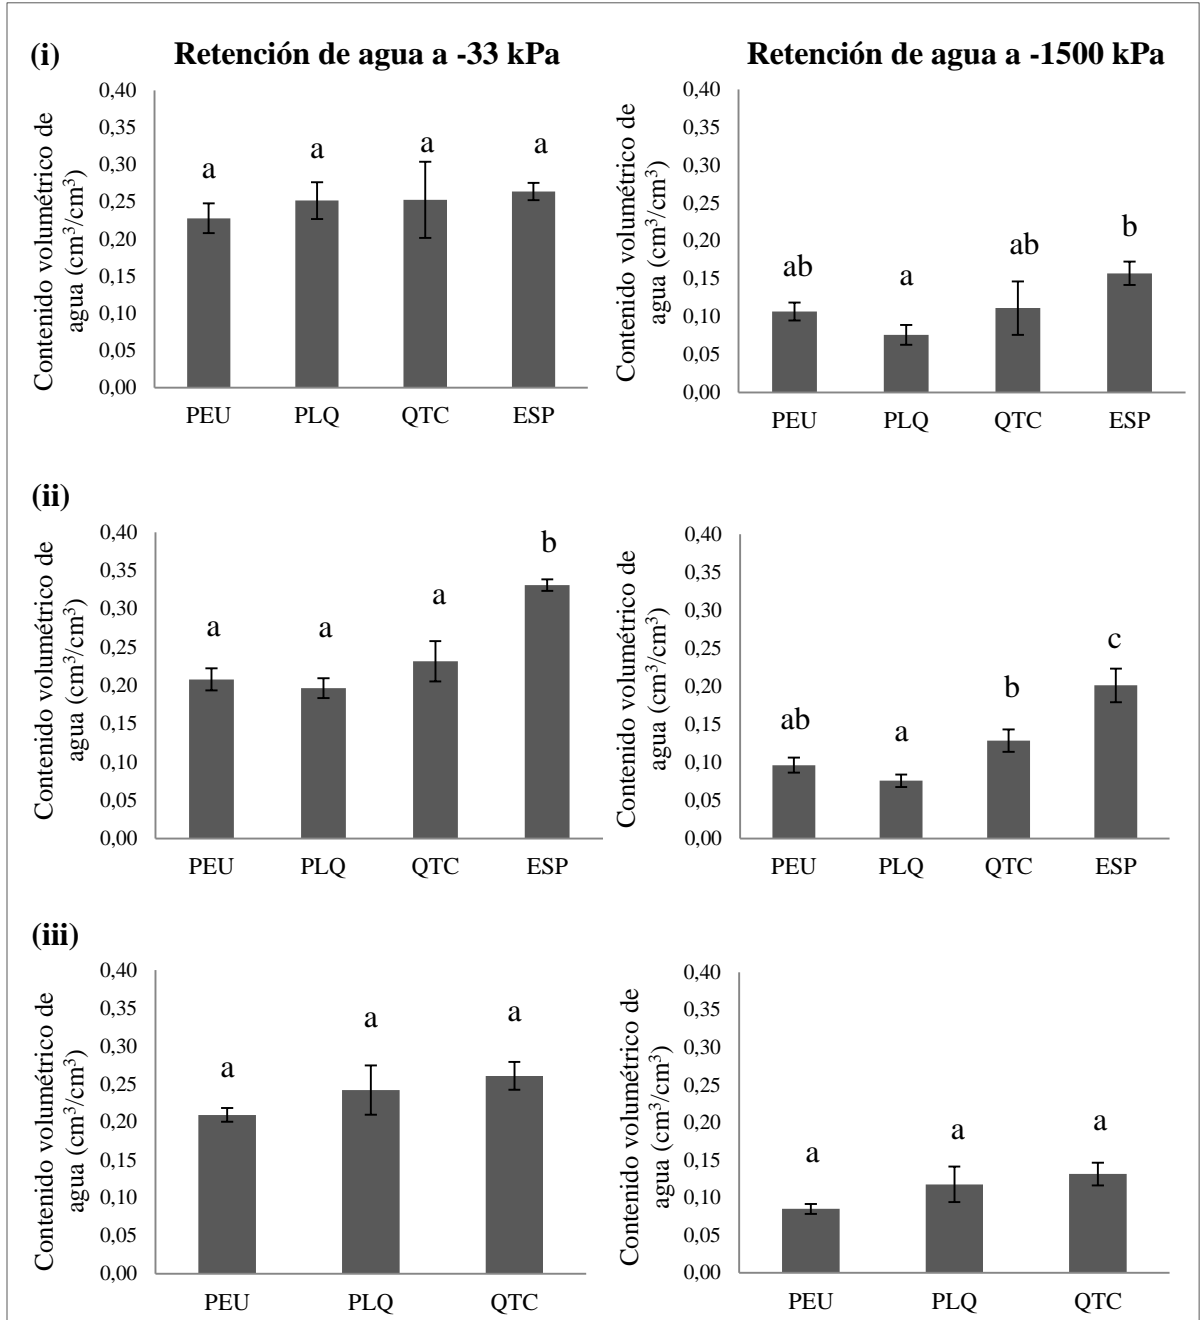 (i)
Retención de agua a -33 kPa
Contenido volumétrico de
agua (cm³/cm³)
0,40
0,35
0,30
0,25
0,20
0,15
0,10
0,05
0,00
a
a
a
a
PEU PLQ QTC ESP
Retención de agua a -1500 kPa
Contenido volumétrico de
agua (cm³/cm³)
0,40
0,35
0,30
0,25
0,20
0,15
0,10
0,05
0,00
ab
a
ab
b
PEU PLQ QTC ESP
(ii)
Contenido volumétrico de
agua (cm³/cm³)
0,40
0,35
0,30
0,25
0,20
0,15
0,10
0,05
0,00
a
a
a
b
PEU PLQ QTC ESP
Contenido volumétrico de
agua (cm³/cm³)
0,40
0,35
0,30
0,25
0,20
0,15
0,10
0,05
0,00
ab
a
b
c
PEU PLQ QTC ESP
(iii)
Contenido volumétrico de
agua (cm³/cm³)
0,40
0,35
0,30
0,25
0,20
0,15
0,10
0,05
0,00
a
a
a
PEU PLQ QTC
Contenido volumétrico de
agua (cm³/cm³)
0,40
0,35
0,30
0,25
0,20
0,15
0,10
0,05
0,00
a
a
a
PEU PLQ QTC